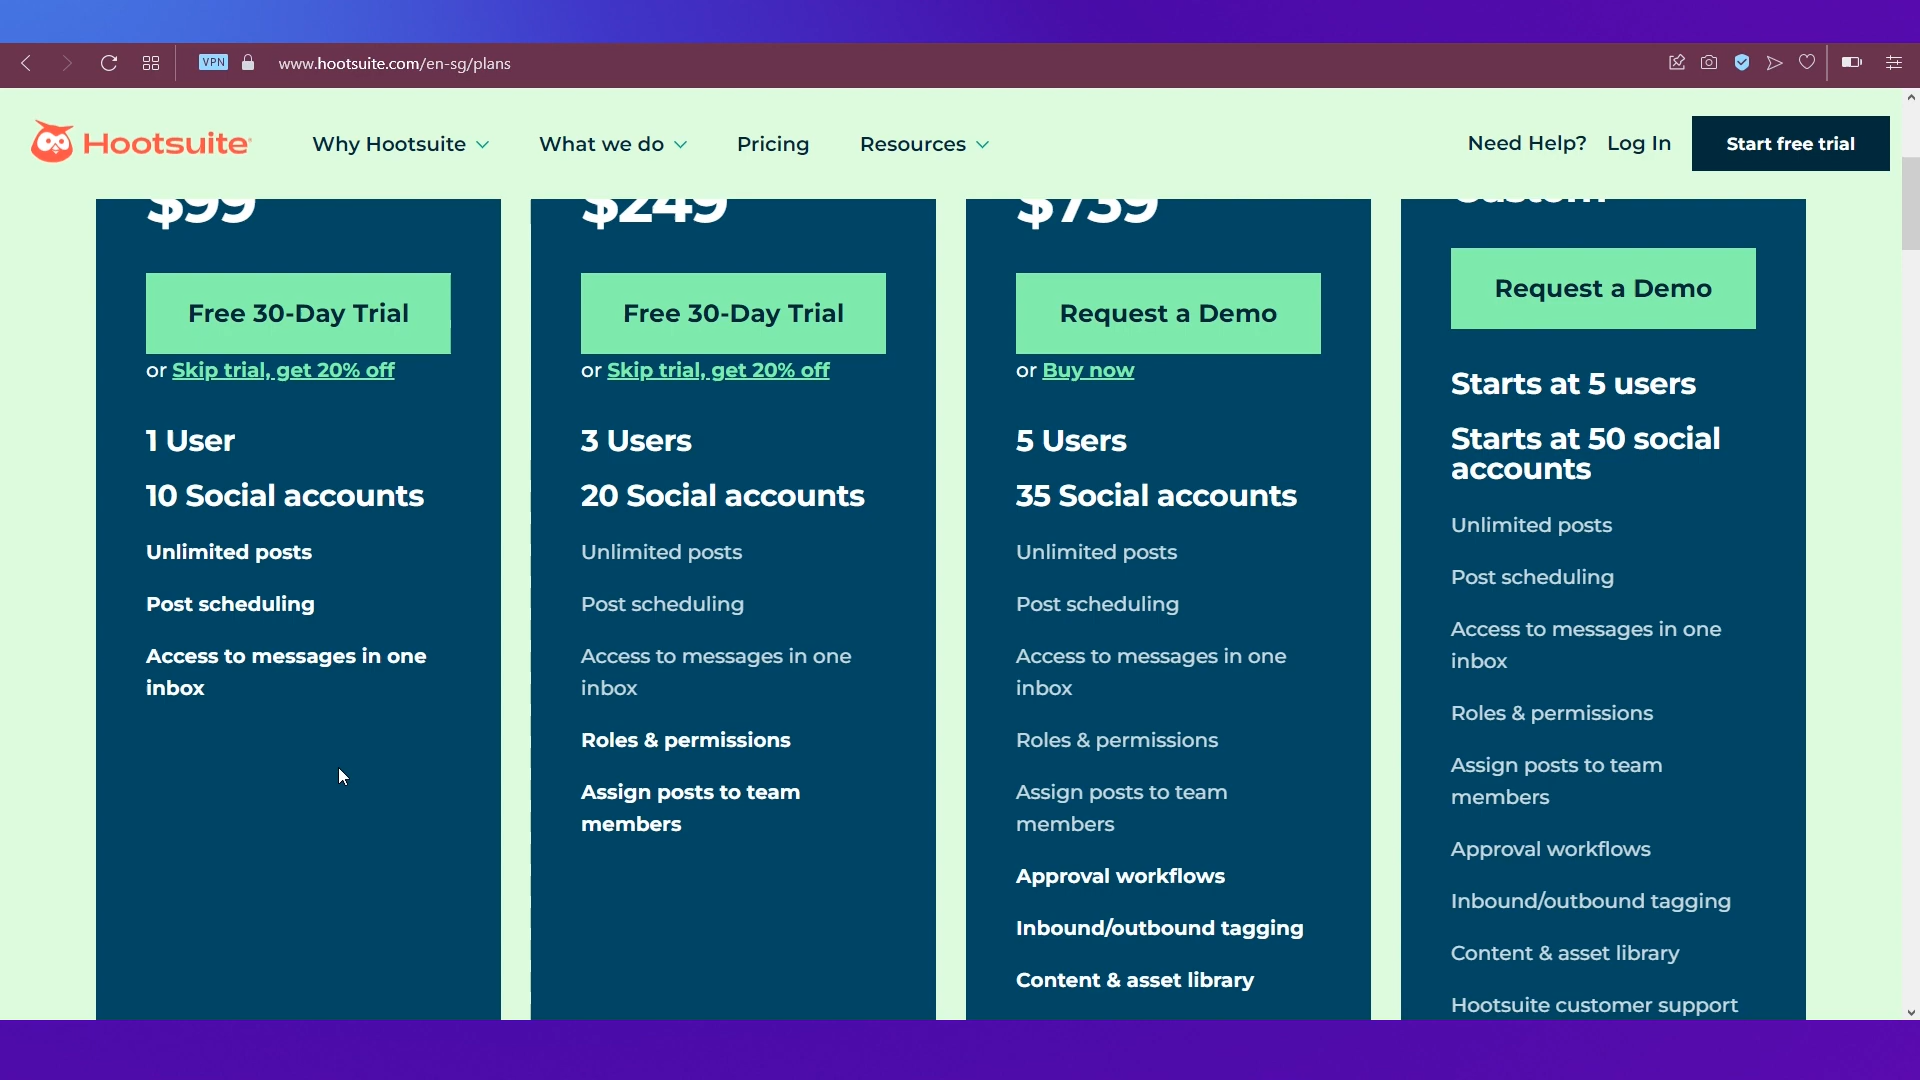 VPN www.hootsuite.com/en-sg/plans
Hootsuite
Why Hootsuite
What we do
Pricing
Resources
Need Help?
Log In
Start free trial
$99
Free 30-Day Trial
or Skip trial, get 20% off
1 User
10 Social accounts
Unlimited posts
Post scheduling
Access to messages in one
inbox
$249
Free 30-Day Trial
or Skip trial, get 20% off
3 Users
20 Social accounts
Unlimited posts
Post scheduling
Access to messages in one
inbox
Roles & permissions
Assign posts to team
members
$739
Request a Demo
or Buy now
5 Users
35 Social accounts
Unlimited posts
Post scheduling
Access to messages in one
inbox
Roles & permissions
Assign posts to team
members
Approval workflows
Inbound/outbound tagging
Content & asset library
Custom
Request a Demo
Starts at 5 users
Starts at 50 social
accounts
Unlimited posts
Post scheduling
Access to messages in one
inbox
Roles & permissions
Assign posts to team
members
Approval workflows
Inbound/outbound tagging
Content & asset library
Hootsuite customer support